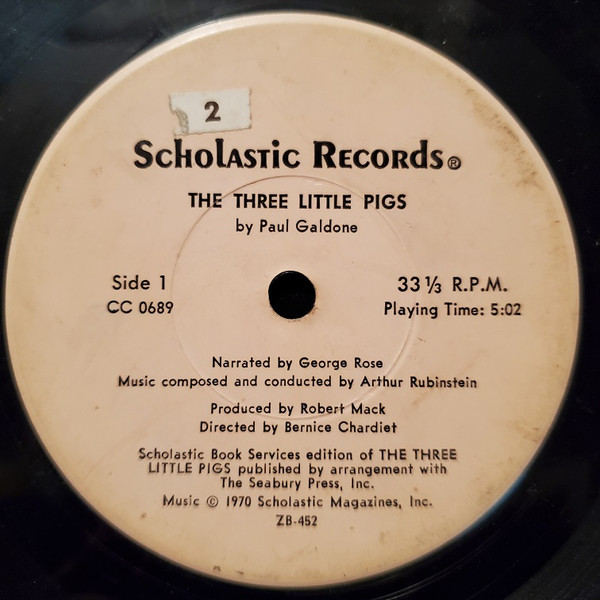 2
Scholastic Records®
THE THREE LITTLE PIGS
by Paul Galdone
Side 1
CC 0689
33 ⅓ R.P.M.
Playing Time: 5:02
Narrated by George Rose
Music composed and conducted by Arthur Rubinstein
Produced by Robert Mack
Directed by Bernice Chardiet
Scholastic Book Services edition of THE THREE
LITTLE PIGS published by arrangement with
The Seabury Press, Inc.
Music © 1970 Scholastic Magazines, Inc.
ZB-452